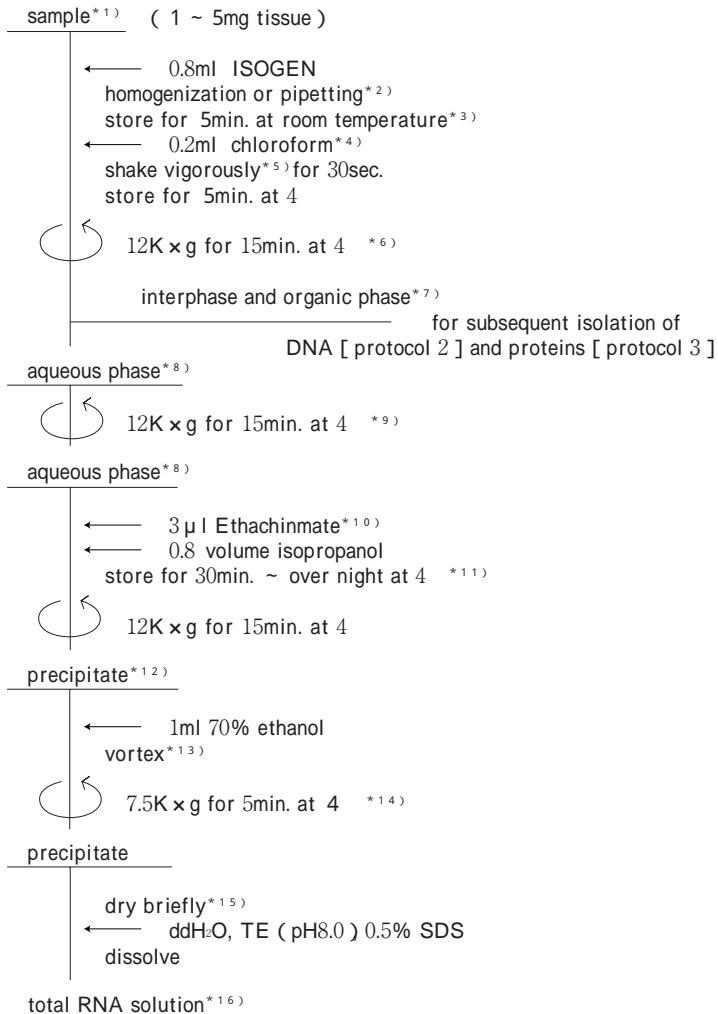 sample*1) ( 1 ~ 5mg tissue )
0.8ml ISOGEN
homogenization or pipetting*2)
store for 5min. at room temperature*3)
0.2ml chloroform*4)
shake vigorously*5) for 30sec.
store for 5min. at 4
12K × g for 15min. at 4 *6)
interphase and organic phase*7)
for subsequent isolation of
DNA [ protocol 2 ] and proteins [ protocol 3 ]
aqueous phase*8)
12K × g for 15min. at 4 *9)
aqueous phase*8)
3 µl Ethachinmate*10)
0.8 volume isopropanol
store for 30min. ~ over night at 4 *11)
12K × g for 15min. at 4
precipitate*12)
1ml 70% ethanol
vortex*13)
7.5K × g for 5min. at 4 *14)
precipitate
dry briefly*15)
ddH2O, TE ( pH8.0 ) 0.5% SDS
dissolve
total RNA solution*16)